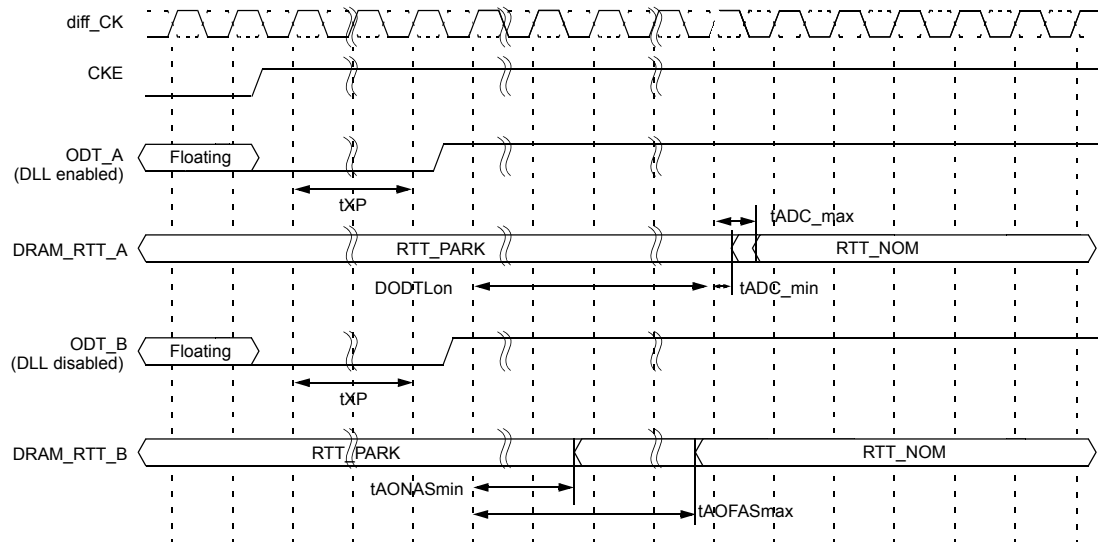 diff_CK
CKE
ODT_A
(DLL enabled)
Floating
tXP
tADC_max
DRAM_RTT_A
RTT_PARK
RTT_NOM
DODTLon
tADC_min
ODT_B
(DLL disabled)
Floating
tXP
DRAM_RTT_B
RTT_PARK
RTT_NOM
tAONASmin
tAOFASmax